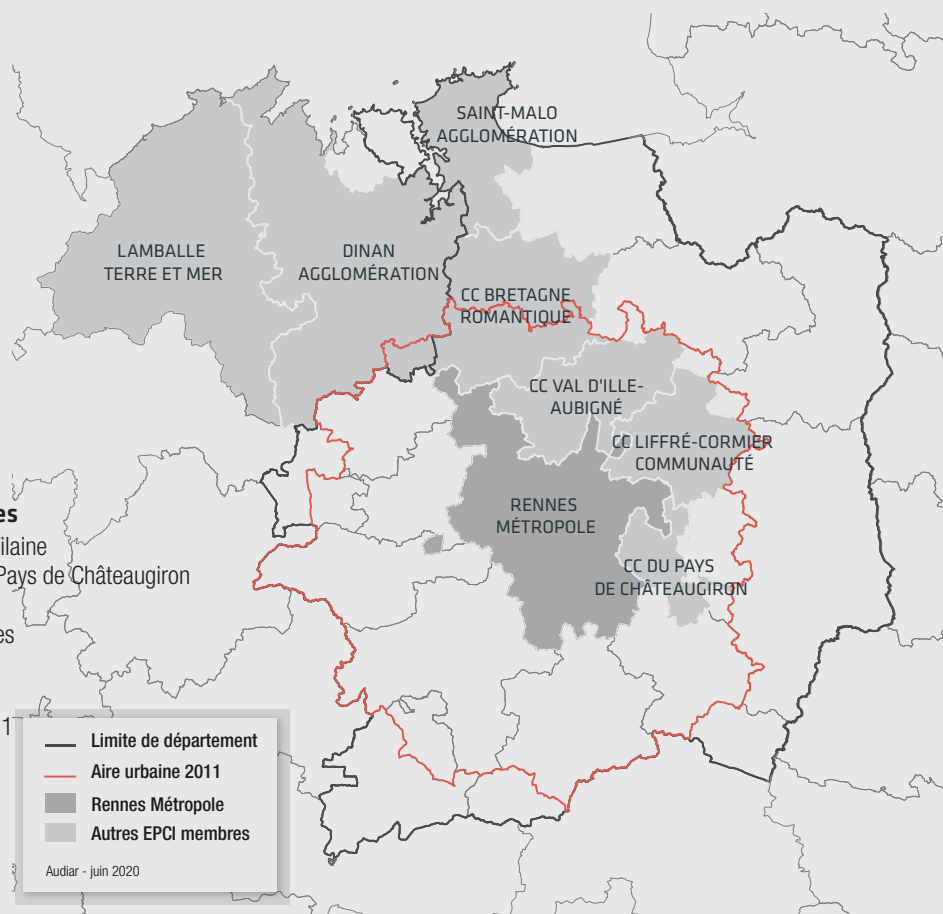 SAINT-MALO
AGGLOMÉRATION
LAMBALLE
TERRE ET MER
DINAN
AGGLOMÉRATION
CC BRETAGNE
ROMANTIQUE
CC VAL D'ILLE-
AUBIGNÉ
CC LIFFRÉ-CORMIER
COMMUNAUTÉ
RENNES
MÉTROPOLE
CC DU PAYS
DE CHÂTEAUGIRON
es
ilaine
Pays de Châteaugiron
es
1
Limite de département
Aire urbaine 2011
Rennes Métropole
Autres EPCI membres
Audiar - juin 2020